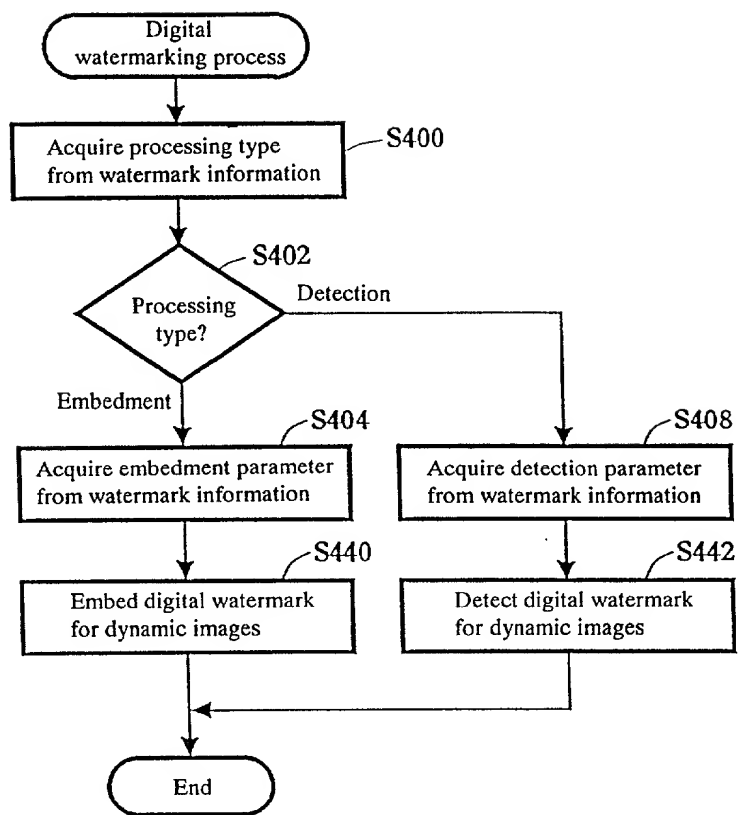 Digital
watermarking process
Acquire processing type
from watermark information
S400
S402
Processing
type?
Detection
Embedment
S404
Acquire embedment parameter
from watermark information
S408
Acquire detection parameter
from watermark information
S440
Embed digital watermark
for dynamic images
S442
Detect digital watermark
for dynamic images
End